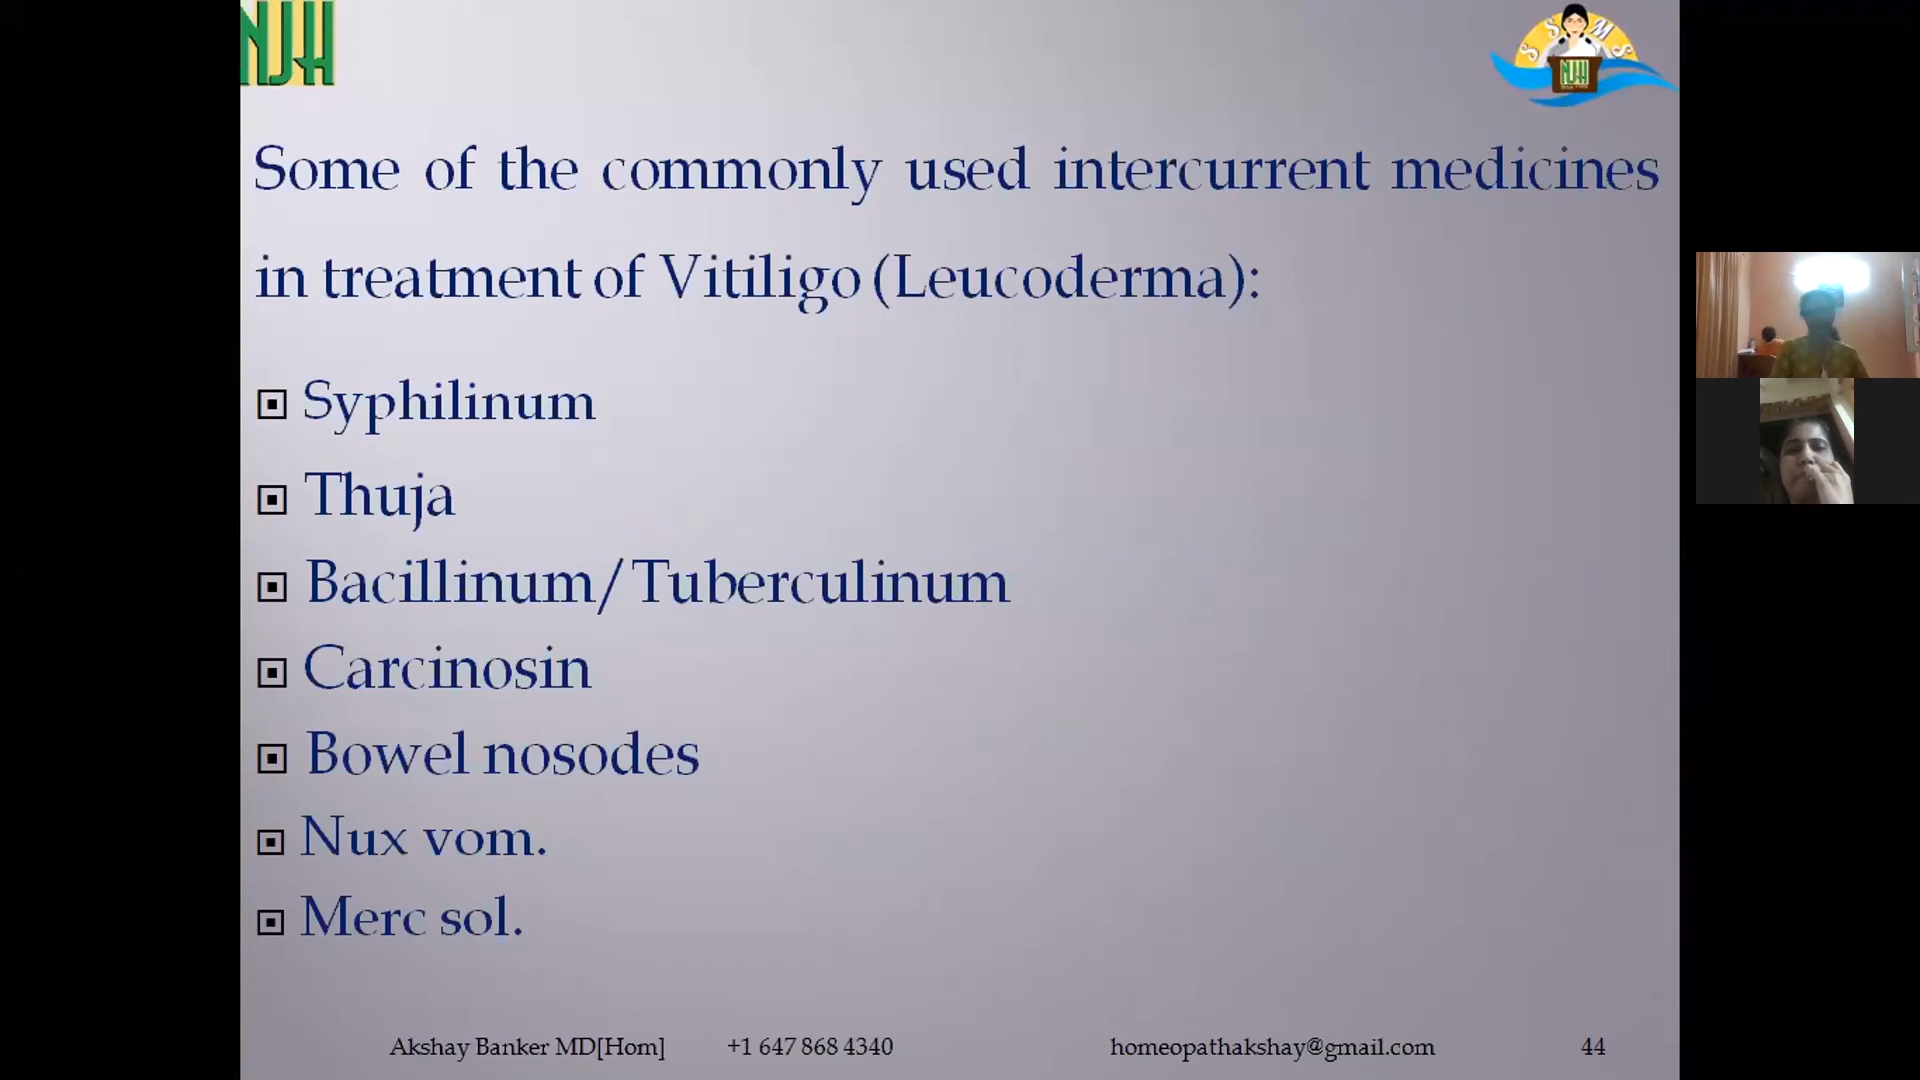 NJH
S S M S
NJH
Some of the commonly used intercurrent medicines
in treatment of Vitiligo (Leucoderma):
Syphilinum
Thuja
Bacillinum/Tuberculinum
Carcinosin
Bowel nosodes
Nux vom.
Merc sol.
Akshay Banker MD[Hom] +1 647 868 4340 homeopathakshay@gmail.com 44